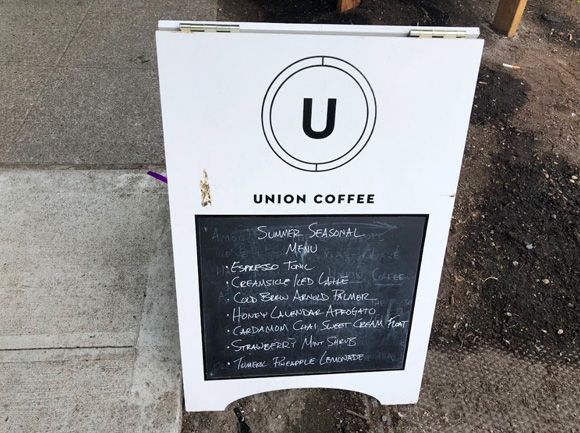 U
UNION COFFEE
SUMMER SEASONAL
MENU
• ESPRESSO TONIC
• CREAMSICLE ICED LATTE
• COLD BREW ARNOLD PALMER
• HONEY LAVENDAR AFFOGATO
• CARDAMOM CHAI SWEET CREAM FLOAT
• STRAWBERRY MINT SHRUB
• TUMERIC PINEAPPLE LEMONADE